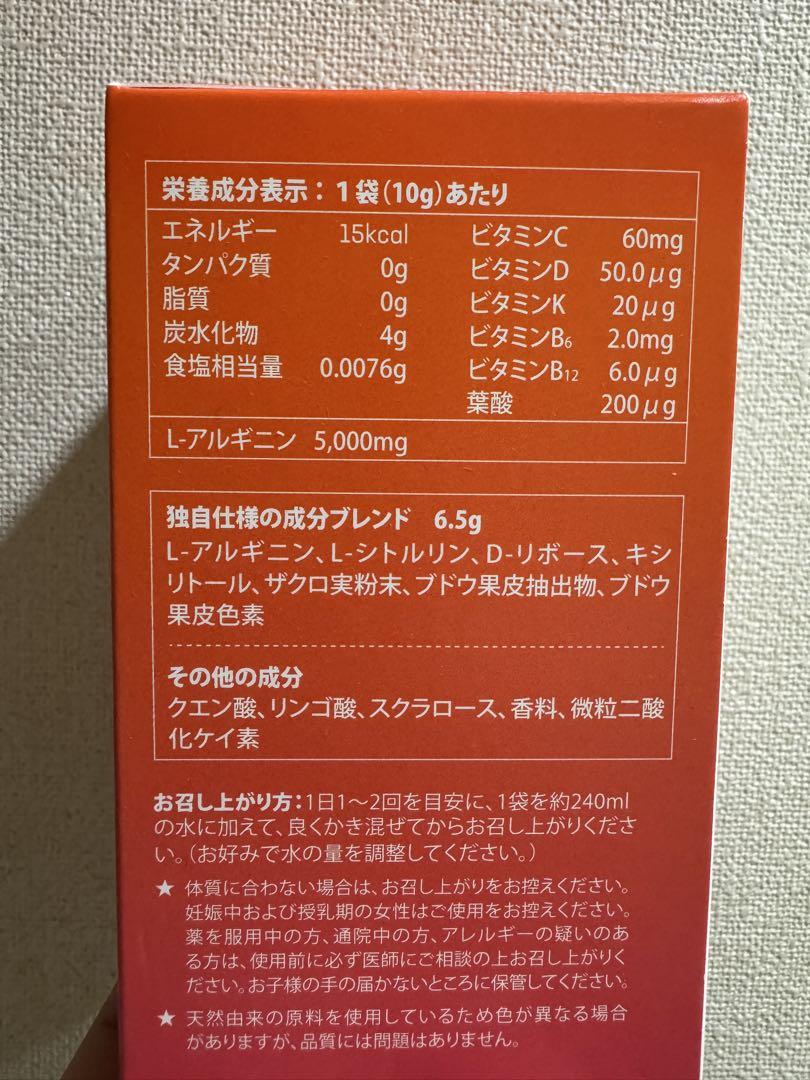 栄養成分表示：1袋(10g)あたり
エネルギー 15kcal
タンパク質 0g
脂質 0g
炭水化物 4g
食塩相当量 0.0076g
ビタミンC 60mg
ビタミンD 50.0μg
ビタミンK 20μg
ビタミンB6 2.0mg
ビタミンB12 6.0μg
葉酸 200μg
L-アルギニン 5,000mg
独自仕様の成分ブレンド 6.5g
L-アルギニン、L-シトルリン、D-リボース、キシ
リトール、ザクロ実粉末、ブドウ果皮抽出物、ブドウ
果皮色素
その他の成分
クエン酸、リンゴ酸、スクラロース、香料、微粒二酸
化ケイ素
お召し上がり方：1日1～2回を目安に、1袋を約240ml
の水に加えて、良くかき混ぜてからお召し上がりくださ
い。（お好みで水の量を調整してください。）
★ 体質に合わない場合は、お召し上がりをお控えください。
妊娠中および授乳期の女性はご使用をお控えください。
薬を服用中の方、通院中の方、アレルギーの疑いのあ
る方は、使用前に必ず医師にご相談の上お召し上がりく
ださい。お子様の手の届かないところに保管してください。
★ 天然由来の原料を使用しているため色が異なる場合
がありますが、品質には問題はありません。